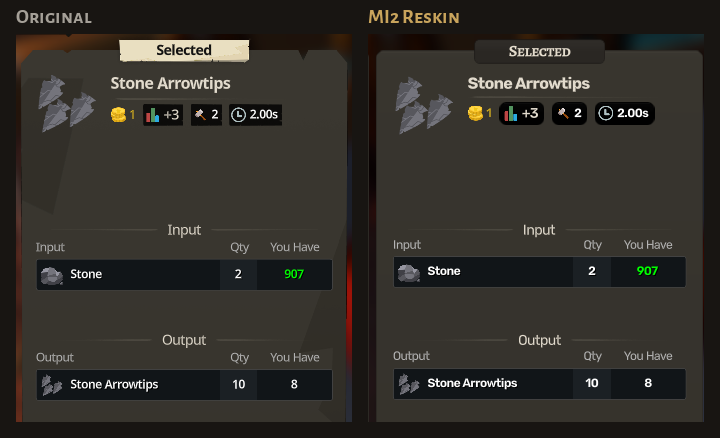 Original
Selected
Stone Arrowtips
1 +3 2 2.00s
Input
Input Qty You Have
Stone 2 907
Output
Output Qty You Have
Stone Arrowtips 10 8
MI2 Reskin
Selected
Stone Arrowtips
1 +3 2 2.00s
Input
Input Qty You Have
Stone 2 907
Output
Output Qty You Have
Stone Arrowtips 10 8